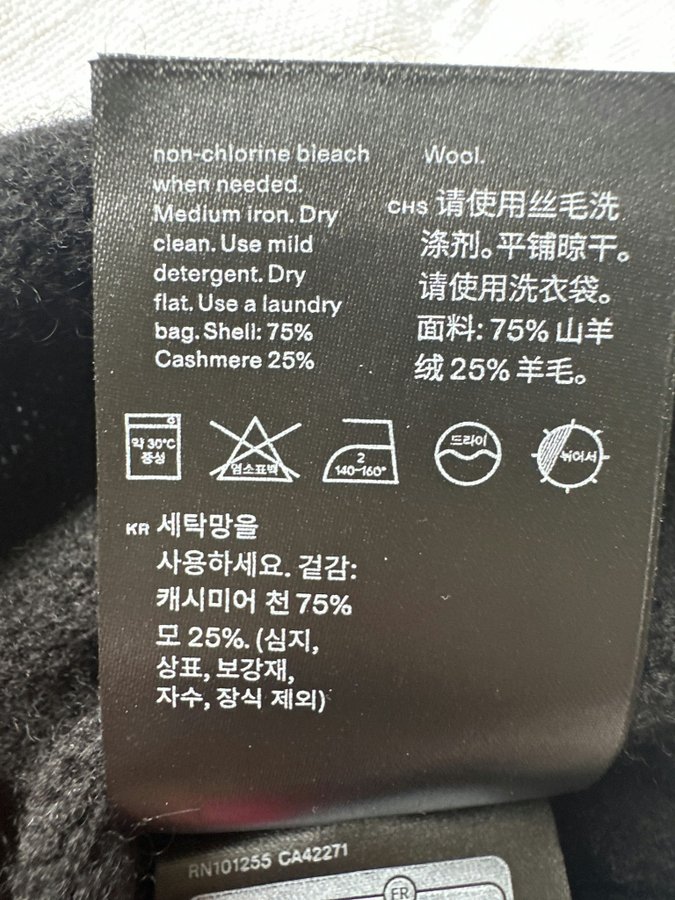 non-chlorine bleach
when needed.
Medium iron. Dry
clean. Use mild
detergent. Dry
flat. Use a laundry
bag. Shell: 75%
Cashmere 25%
Wool.
CHS 请使用丝毛洗
涤剂。平铺晾干。
请使用洗衣袋。
面料: 75% 山羊
绒 25% 羊毛。
약 30°C
중성
염소표백
2
140~160°
드라이
뉘어서
KR 세탁망을
사용하세요. 겉감:
캐시미어 천 75%
모 25%. (심지,
상표, 보강재,
자수, 장식 제외)
RN101255 CA42271
FR